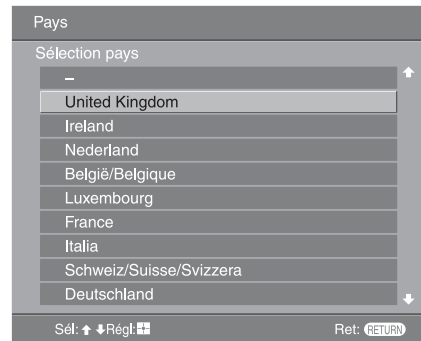 Pays
Sélection pays
–
United Kingdom
Ireland
Nederland
België/Belgique
Luxembourg
France
Italia
Schweiz/Suisse/Svizzera
Deutschland
Sél: Régl: Ret: RETURN